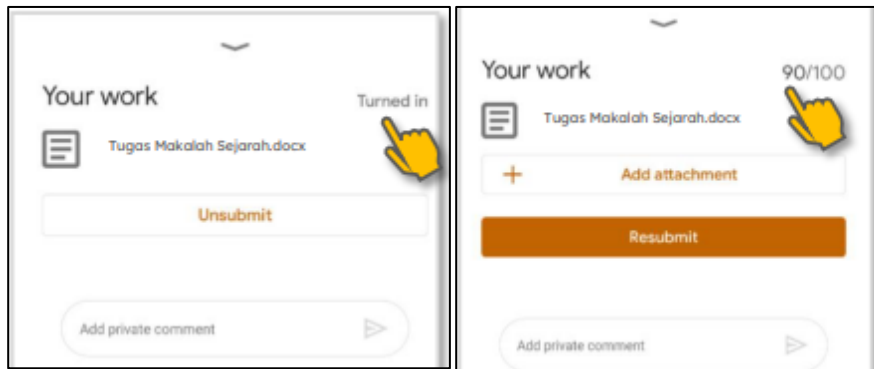 Your work
Turned in
Tugas Makalah Sejarah.docx
Unsubmit
Add private comment
Your work
90/100
Tugas Makalah Sejarah.docx
+ Add attachment
Resubmit
Add private comment